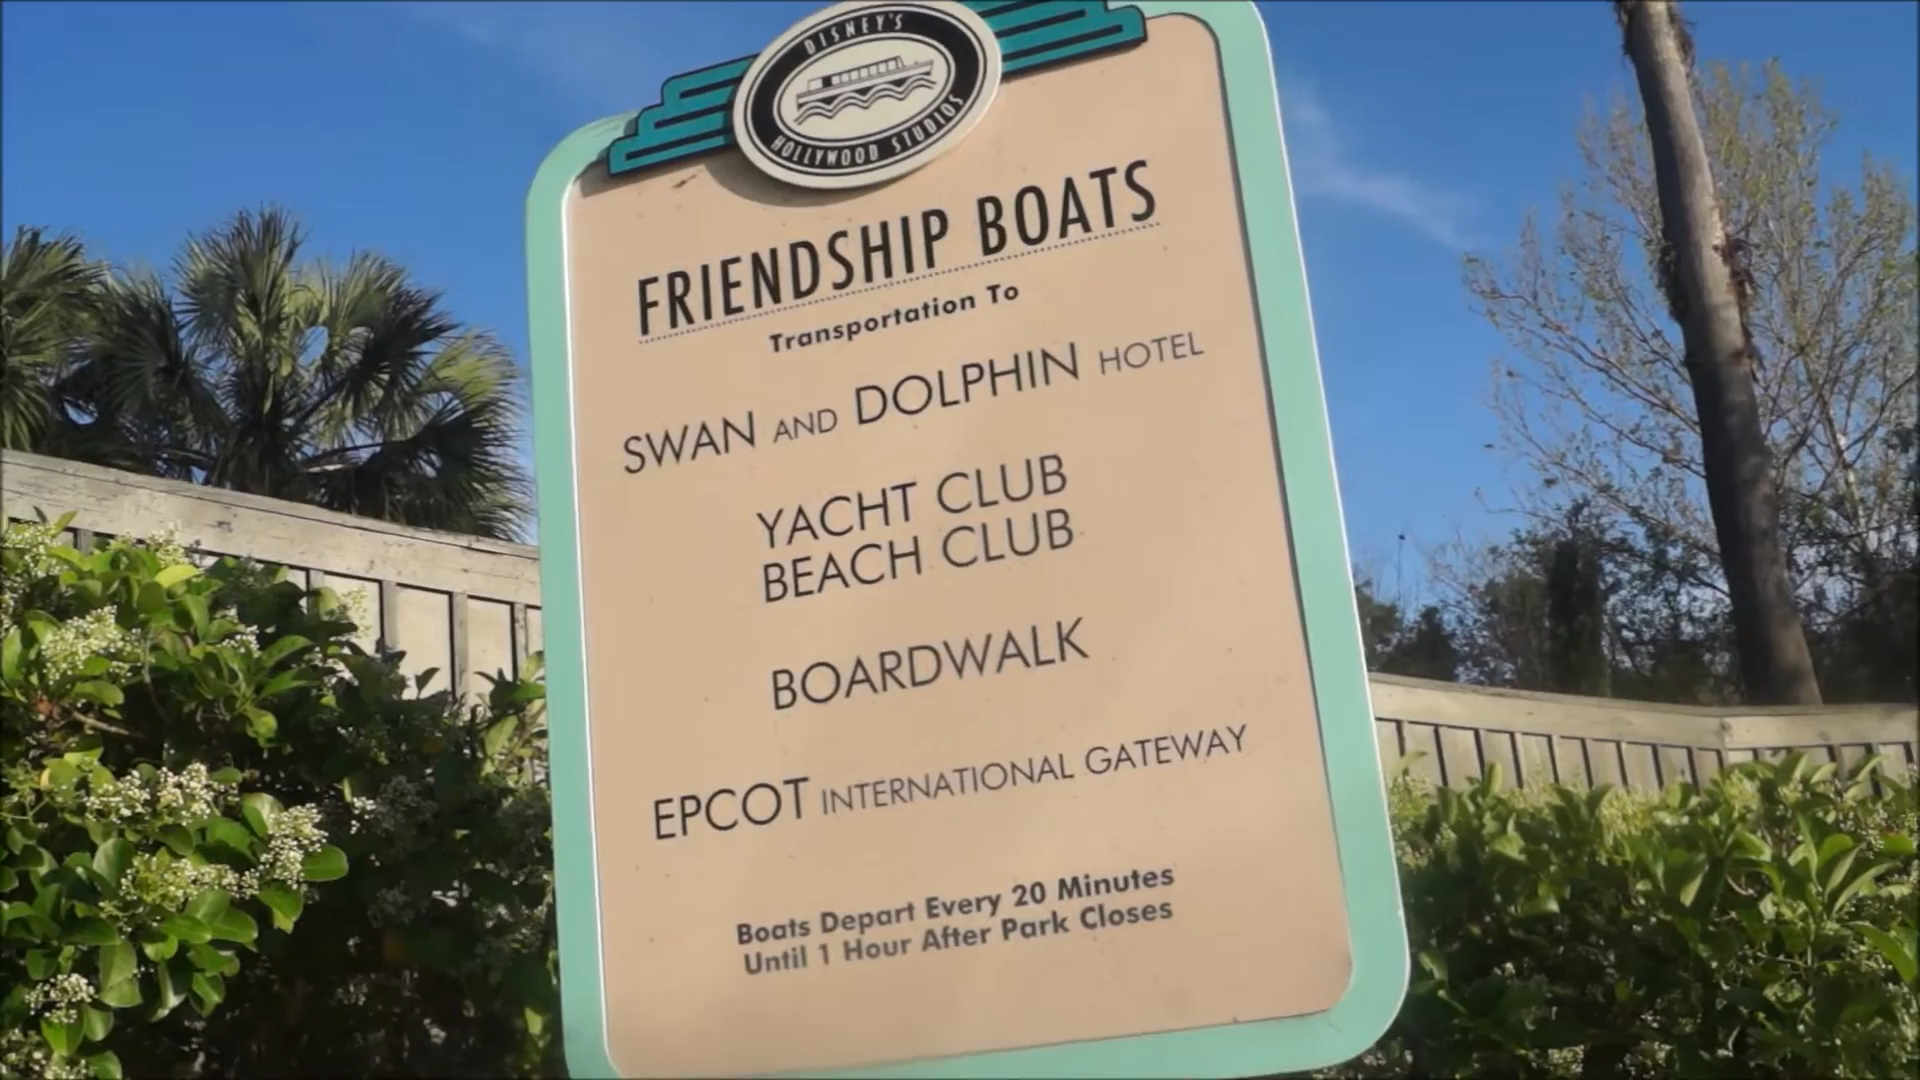 DISNEY'S
HOLLYWOOD STUDIOS
FRIENDSHIP BOATS
Transportation To
SWAN AND DOLPHIN HOTEL
YACHT CLUB
BEACH CLUB
BOARDWALK
EPCOT INTERNATIONAL GATEWAY
Boats Depart Every 20 Minutes
Until 1 Hour After Park Closes